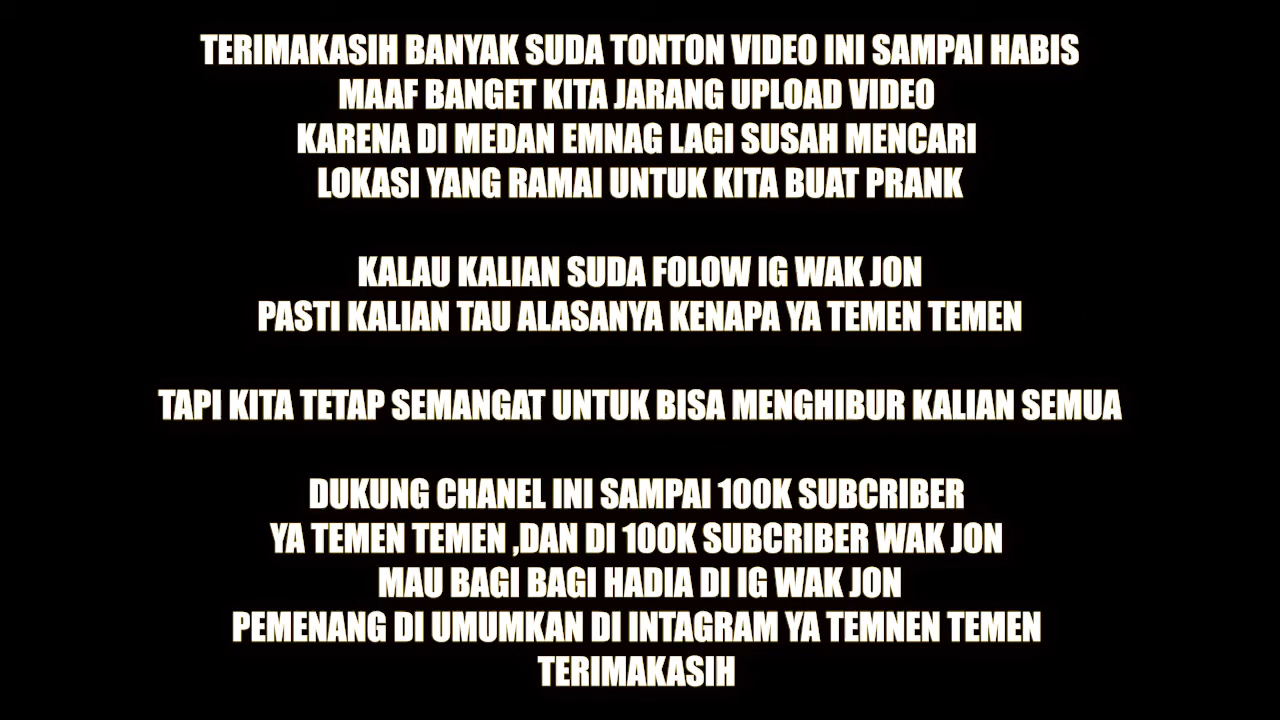 TERIMAKASIH BANYAK SUDA TONTON VIDEO INI SAMPAI HABIS
MAAF BANGET KITA JARANG UPLOAD VIDEO
KARENA DI MEDAN EMNAG LAGI SUSAH MENCARI
LOKASI YANG RAMAI UNTUK KITA BUAT PRANK
KALAU KALIAN SUDA FOLOW IG WAK JON
PASTI KALIAN TAU ALASANYA KENAPA YA TEMEN TEMEN
TAPI KITA TETAP SEMANGAT UNTUK BISA MENGHIBUR KALIAN SEMUA
DUKUNG CHANEL INI SAMPAI 100K SUBCRIBER
YA TEMEN TEMEN ,DAN DI 100K SUBCRIBER WAK JON
MAU BAGI BAGI HADIA DI IG WAK JON
PEMENANG DI UMUMKAN DI INTAGRAM YA TEMNEN TEMEN
TERIMAKASIH